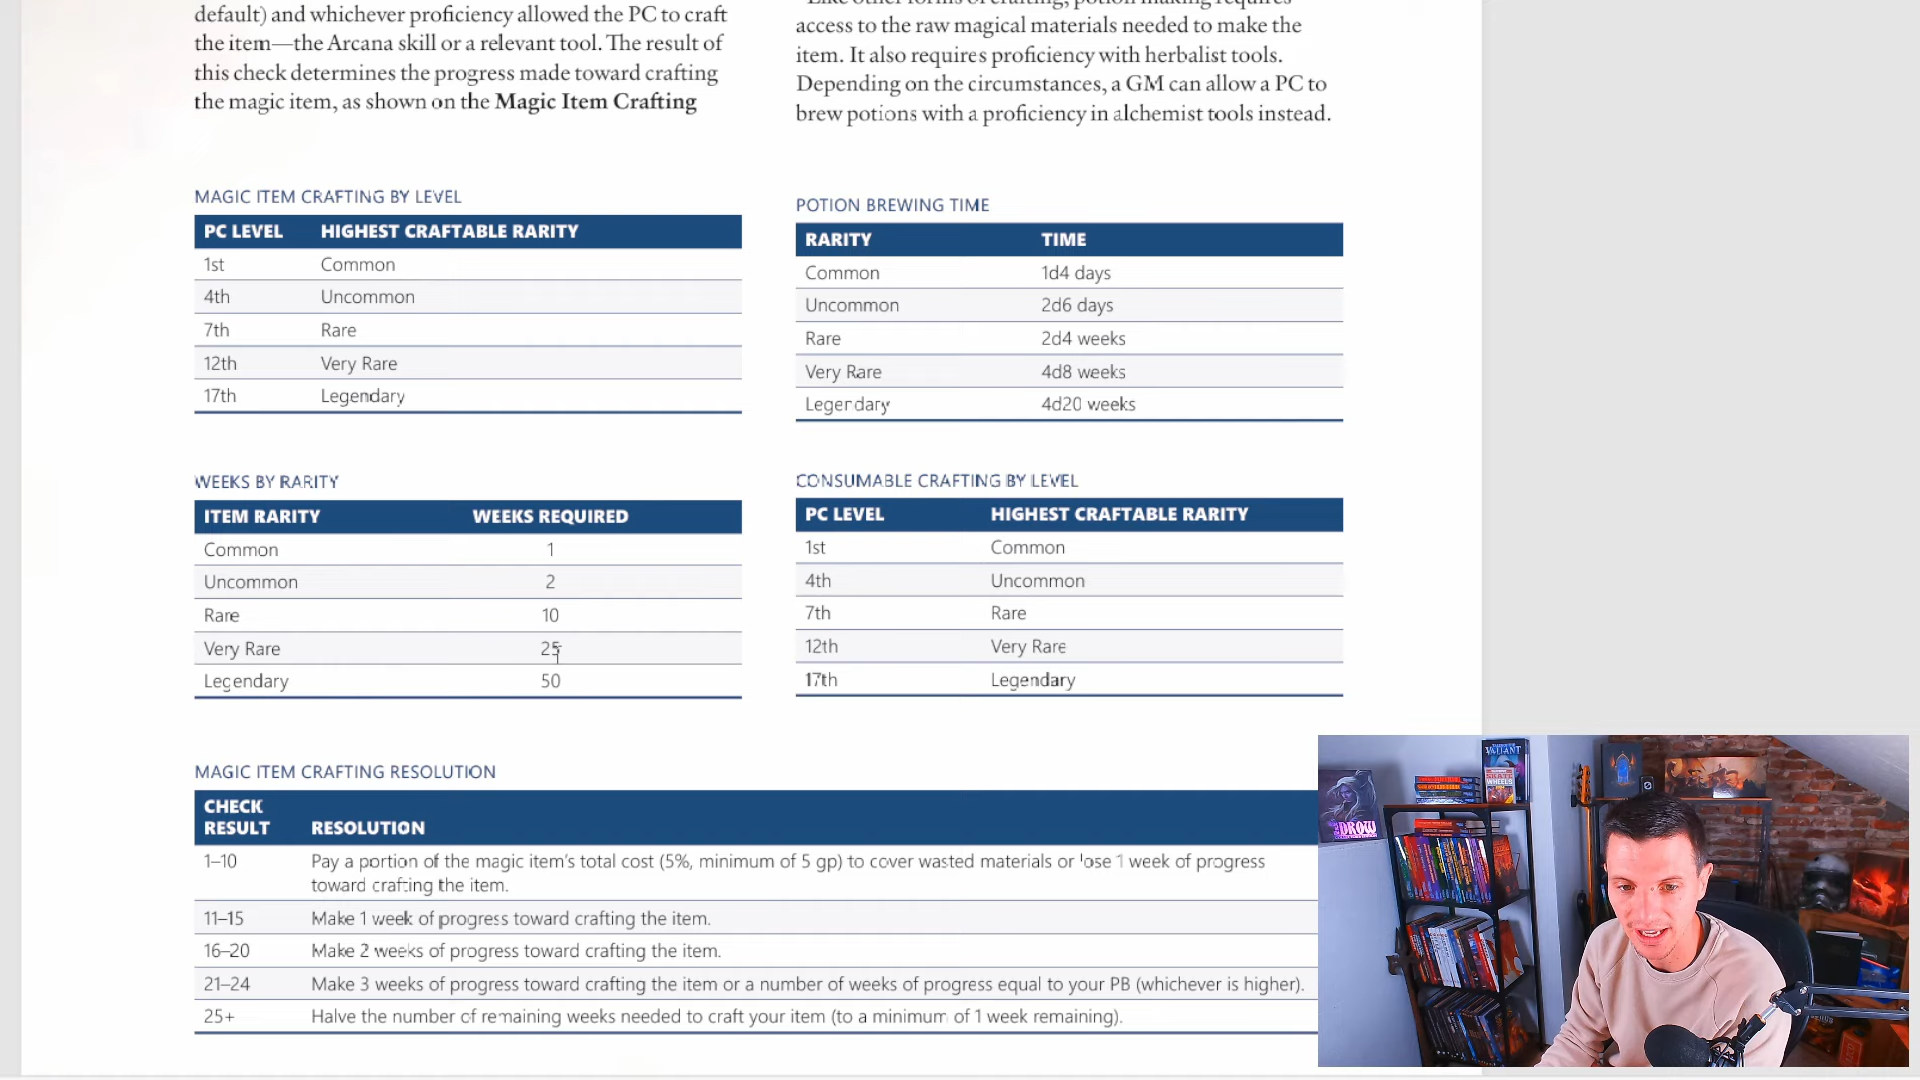 default) and whichever proficiency allowed the PC to craft
the item—the Arcana skill or a relevant tool. The result of
this check determines the progress made toward crafting
the magic item, as shown on the Magic Item Crafting
access to the raw magical materials needed to make the
item. It also requires proficiency with herbalist tools.
Depending on the circumstances, a GM can allow a PC to
brew potions with a proficiency in alchemist tools instead.
MAGIC ITEM CRAFTING BY LEVEL
PC LEVEL HIGHEST CRAFTABLE RARITY
1st Common
4th Uncommon
7th Rare
12th Very Rare
17th Legendary
POTION BREWING TIME
RARITY TIME
Common 1d4 days
Uncommon 2d6 days
Rare 2d4 weeks
Very Rare 4d8 weeks
Legendary 4d20 weeks
WEEKS BY RARITY
ITEM RARITY WEEKS REQUIRED
Common 1
Uncommon 2
Rare 10
Very Rare 25
Legendary 50
CONSUMABLE CRAFTING BY LEVEL
PC LEVEL HIGHEST CRAFTABLE RARITY
1st Common
4th Uncommon
7th Rare
12th Very Rare
17th Legendary
MAGIC ITEM CRAFTING RESOLUTION
CHECK
RESULT RESOLUTION
1–10 Pay a portion of the magic item's total cost (5%, minimum of 5 gp) to cover wasted materials or lose 1 week of progress
toward crafting the item.
11–15 Make 1 week of progress toward crafting the item.
16–20 Make 2 weeks of progress toward crafting the item.
21–24 Make 3 weeks of progress toward crafting the item or a number of weeks of progress equal to your PB (whichever is higher).
25+ Halve the number of remaining weeks needed to craft your item (to a minimum of 1 week remaining).
VALIANT
DROW